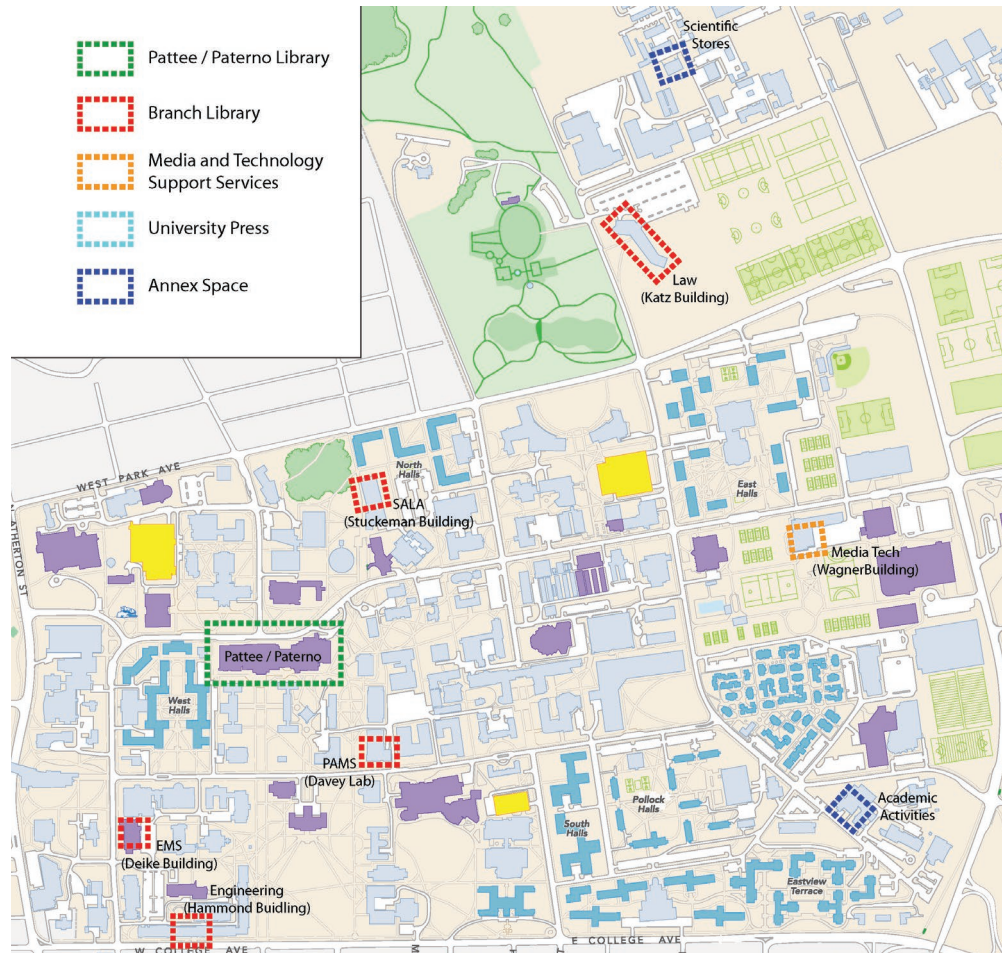 Pattee / Paterno Library
Branch Library
Media and Technology
Support Services
University Press
Annex Space
Scientific
Stores
Law
(Katz Building)
WEST PARK AVE
North
Halls
SALA
(Stuckeman Building)
East
Halls
N ATHERTON ST
Media Tech
(WagnerBuilding)
Pattee / Paterno
West
Halls
PAMS
(Davey Lab)
Pollock
Halls
South
Halls
Academic
Activities
EMS
(Deike Building)
Engineering
(Hammond Buidling)
Eastview
Terrace
W COLLEGE AVE
E COLLEGE AVE